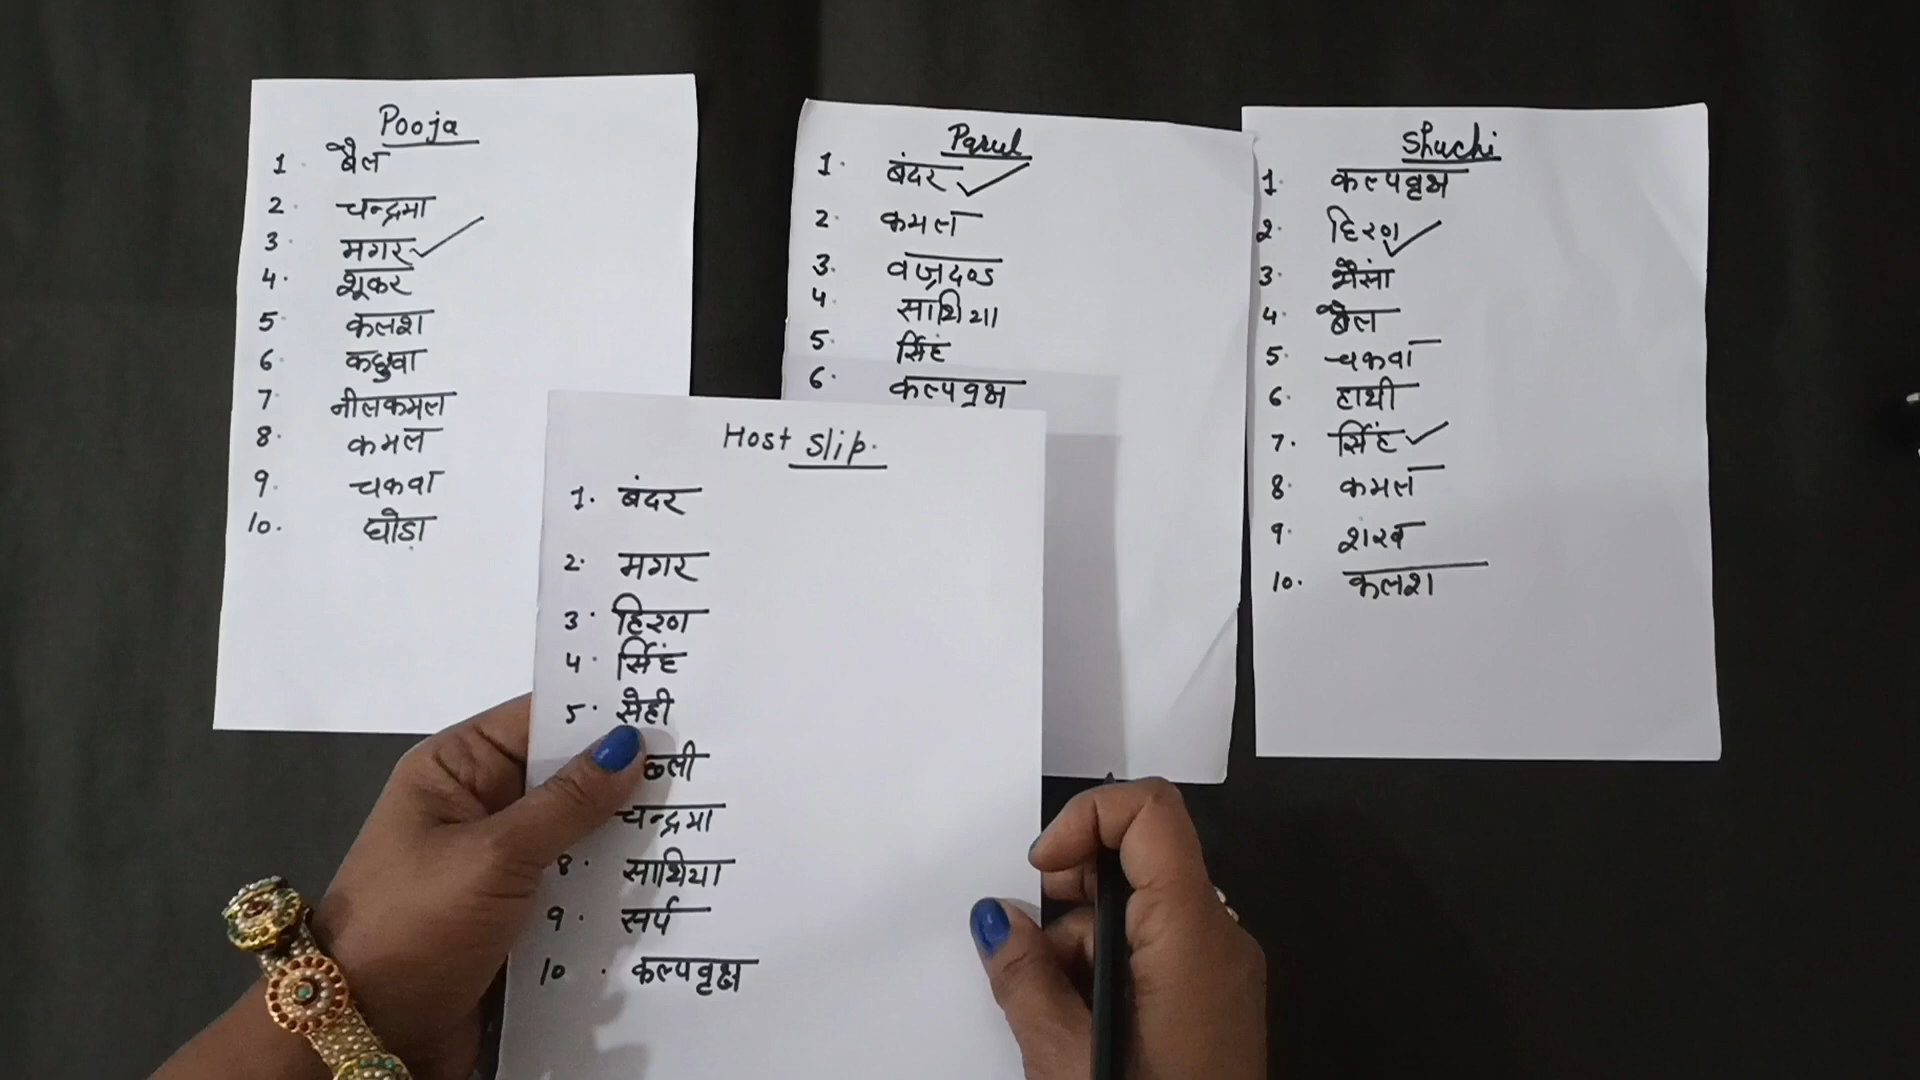 Pooja
1. बैल
2. चन्द्रमा
3. मगर
4. शूकर
5. कलश
6. कछुवा
7. नीलकमल
8. कमल
9. चकवा
10. घोड़ा
Parul
1. बंदर
2. कमल
3. वज्रदण्ड
4. साथिया
5. सिंह
6. कल्पवृक्ष
Shuchi
1. कल्पवृक्ष
2. हिरण
3. भैंसा
4. बैल
5. चकवा
6. हाथी
7. सिंह
8. कमल
9. शंख
10. कलश
Host Slip.
1. बंदर
2. मगर
3. हिरण
4. सिंह
5. सेही
छली
चन्द्रमा
8. साथिया
9. सर्प
10. कल्पवृक्ष